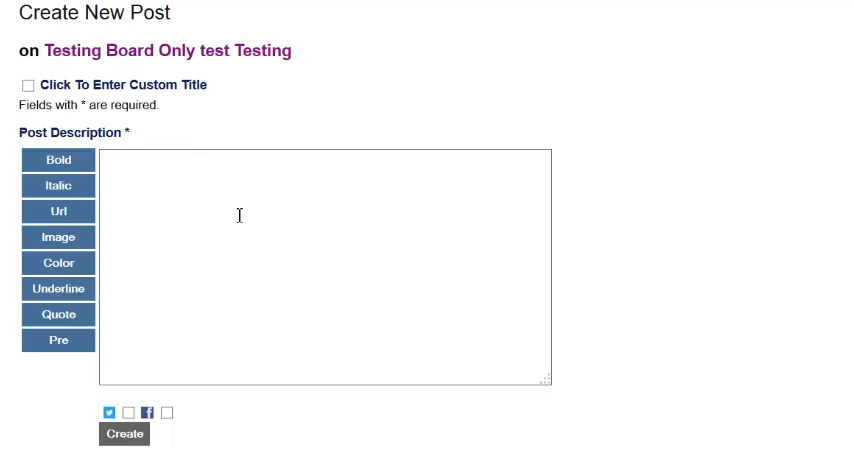 Create New Post
on Testing Board Only test Testing
Click To Enter Custom Title
Fields with * are required.
Post Description *
Bold
Italic
Url
Image
Color
Underline
Quote
Pre
Create